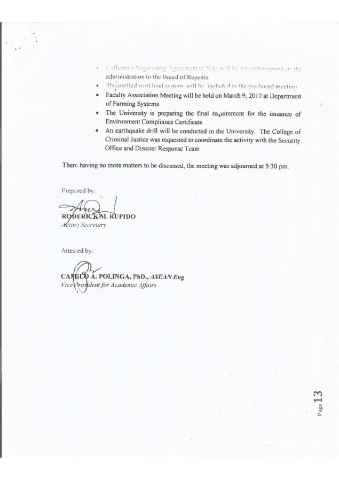 • Collective Negotiating Agreement (CNA) will be for endorsement of the
administration to the Board of Regents.
• The unified workload system will be included in the proposed meeting
• Faculty Association Meeting will be held on March 9, 2017 at Department
of Farming Systems
• The University is preparing the final requirement for the issuance of
Environment Compliance Certificate
• An earthquake drill will be conducted in the University. The College of
Criminal Justice was requested to coordinate the activity with the Security
Office and Disaster Response Team
There having no more matters to be discussed, the meeting was adjourned at 5:30 pm.
Prepared by:
RODERICK M. RUPIDO
Acting Secretary
Attested by:
CAMILO A. POLINGA, PhD., ASEAN Eng
Vice President for Academic Affairs
Page 13